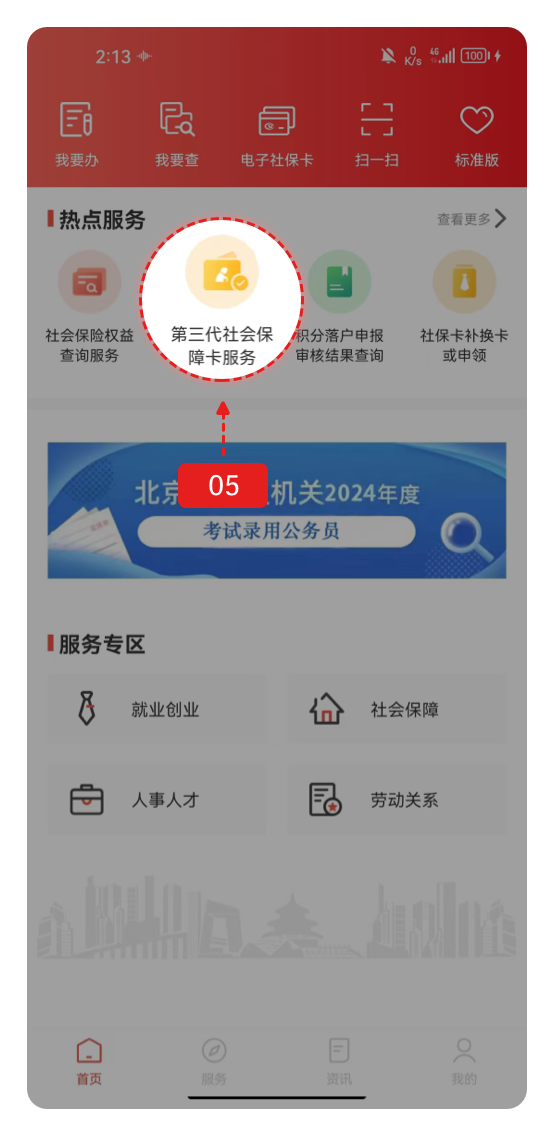 2:13
0
K/s
4G
100
我要办
我要查
电子社保卡
扫一扫
标准版
热点服务
查看更多
社会保险权益
查询服务
第三代社会保
障卡服务
积分落户申报
审核结果查询
社保卡补换卡
或申领
05
北京
机关2024年度
考试录用公务员
服务专区
就业创业
社会保障
人事人才
劳动关系
首页
服务
资讯
我的